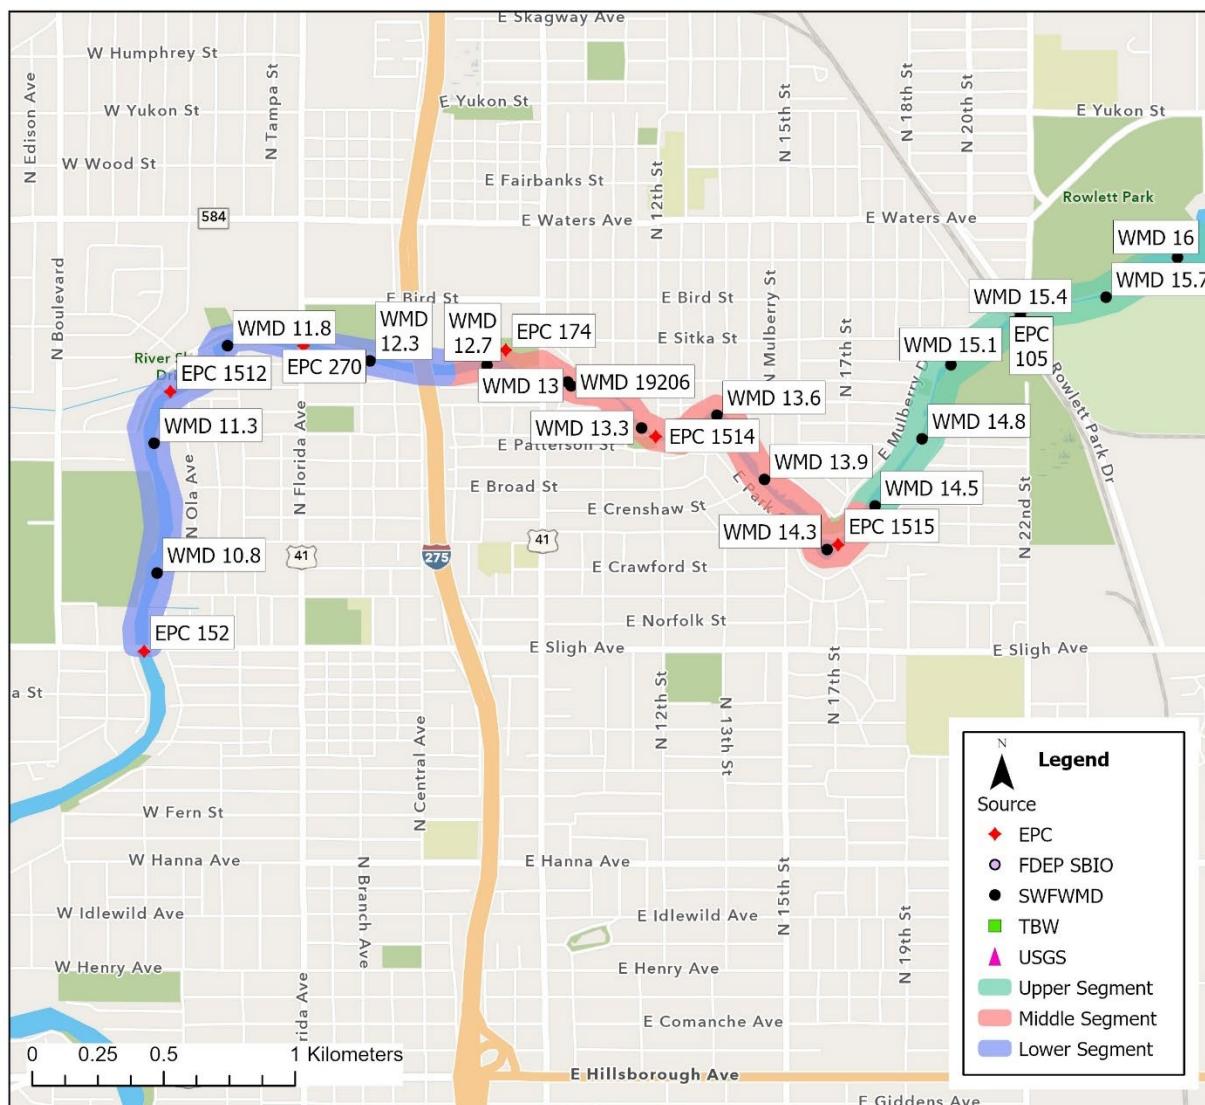 E Skagway Ave
W Humphrey St
N Edison Ave
N Tampa St
W Yukon St
E Yukon St
N 15th St
N 18th St
N 20th St
E Yukon St
W Wood St
E Fairbanks St
N 12th St
Rowlett Park
584
E Waters Ave
E Waters Ave
WMD 16
N Boulevard
E Bird St
E Bird St
WMD 15.4
WMD 15.7
WMD 11.8
WMD
12.3
WMD
12.7
EPC 174
E Sitka St
N Mulberry St
N 17th St
EPC
105
River
EPC 1512
EPC 270
WMD 13
WMD 19206
WMD 15.1
Rowlett Park Dr
WMD 11.3
WMD 13.3
WMD 13.6
E Mulberry D
E Patterson St
EPC 1514
WMD 14.8
N Ola Ave
N Florida Ave
E Broad St
WMD 13.9
E Park
E Crenshaw St
WMD 14.5
N 22nd St
WMD 10.8
41
275
41
WMD 14.3
EPC 1515
E Crawford St
EPC 152
E Norfolk St
E Sligh Ave
E Sligh Ave
a St
N 12th St
N 13th St
N 17th St
N Central Ave
W Fern St
W Hanna Ave
N Branch Ave
E Hanna Ave
N 15th St
W Idlewild Ave
E Idlewild Ave
N 19th St
W Henry Ave
E Henry Ave
rida Ave
E Comanche Ave
E Hillsborough Ave
E Giddens Ave
0 0.25 0.5 1 Kilometers
N
Legend
Source
EPC
FDEP SBIO
SWFWMD
TBW
USGS
Upper Segment
Middle Segment
Lower Segment